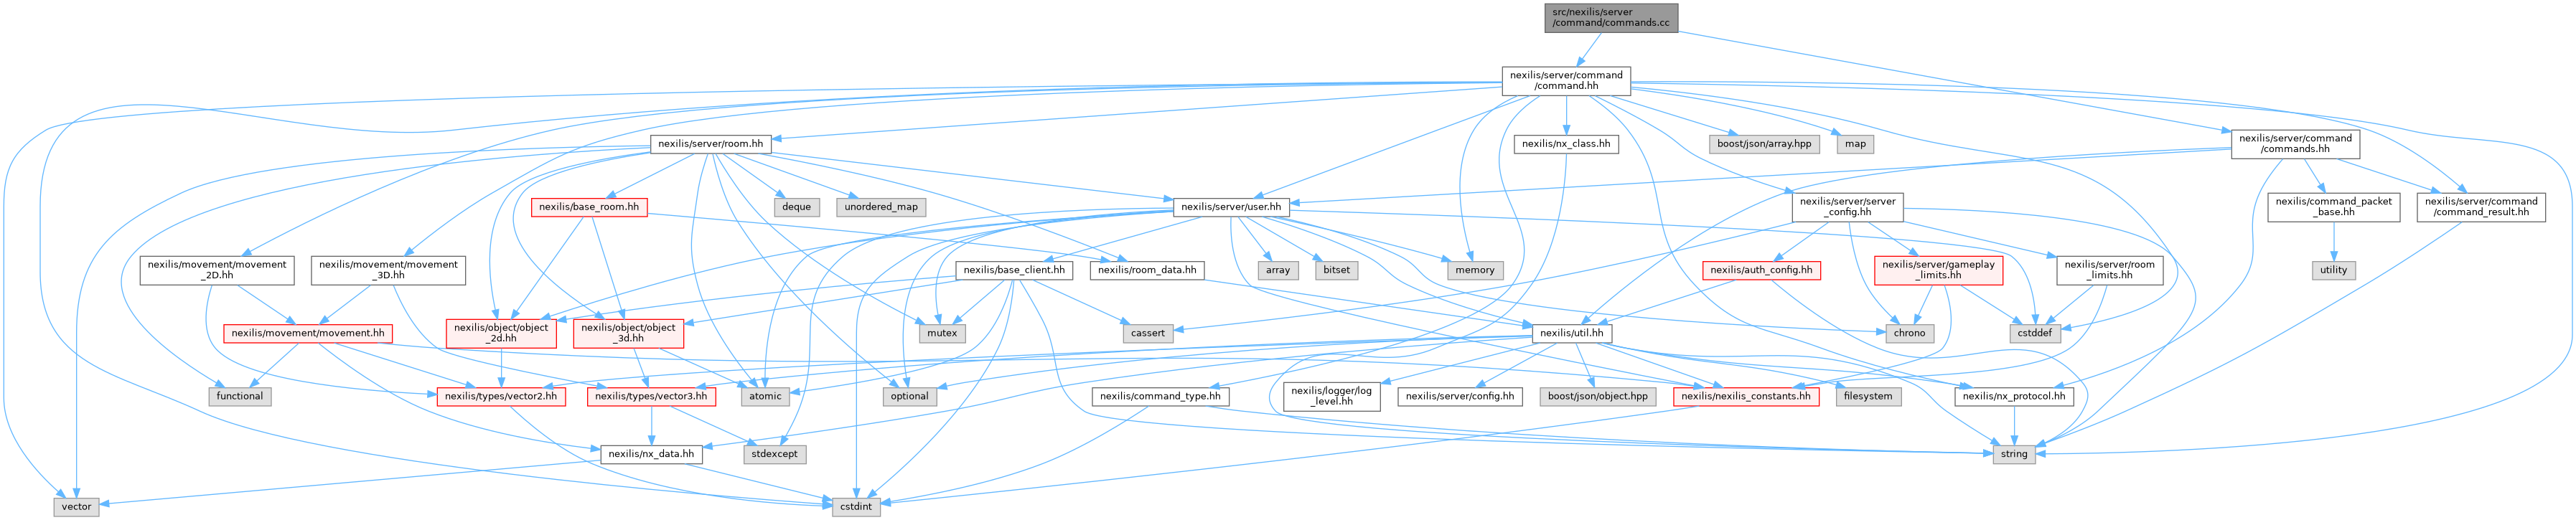 src/nexilis/server
/command/commands.cc
nexilis/server/command
/command.hh
nexilis/server/room.hh
nexilis/nx_class.hh
boost/json/array.hpp
map
nexilis/server/command
/commands.hh
nexilis/base_room.hh
deque
unordered_map
nexilis/server/user.hh
nexilis/server/server
_config.hh
nexilis/command_packet
_base.hh
nexilis/server/command
/command_result.hh
nexilis/movement/movement
_2D.hh
nexilis/movement/movement
_3D.hh
nexilis/base_client.hh
nexilis/room_data.hh
array
bitset
memory
nexilis/auth_config.hh
nexilis/server/gameplay
_limits.hh
nexilis/server/room
_limits.hh
utility
nexilis/movement/movement.hh
nexilis/object/object
_2d.hh
nexilis/object/object
_3d.hh
mutex
cassert
nexilis/util.hh
chrono
cstddef
functional
nexilis/types/vector2.hh
nexilis/types/vector3.hh
atomic
optional
nexilis/command_type.hh
nexilis/logger/log
_level.hh
nexilis/server/config.hh
boost/json/object.hpp
nexilis/nexilis_constants.hh
filesystem
nexilis/nx_protocol.hh
nexilis/nx_data.hh
stdexcept
string
vector
cstdint